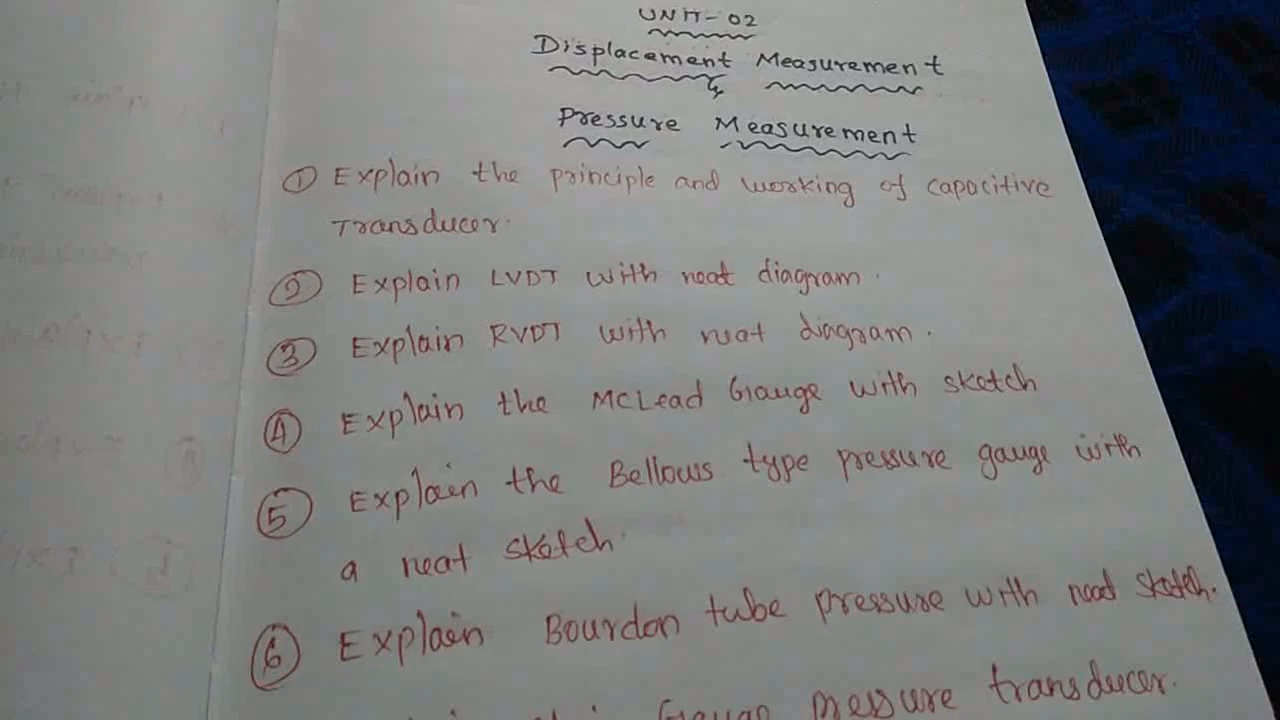 UNIT-02
Displacement Measurement
&
Pressure Measurement
① Explain the principle and working of capacitive
Transducer.
② Explain LVDT with neat diagram.
③ Explain RVDT with neat diagram.
④ Explain the McLead Gauge with sketch
⑤ Explain the Bellows type pressure gauge with
a neat sketch.
⑥ Explain Bourdon tube pressure with neat sketch.
Gauge pressure transducer.